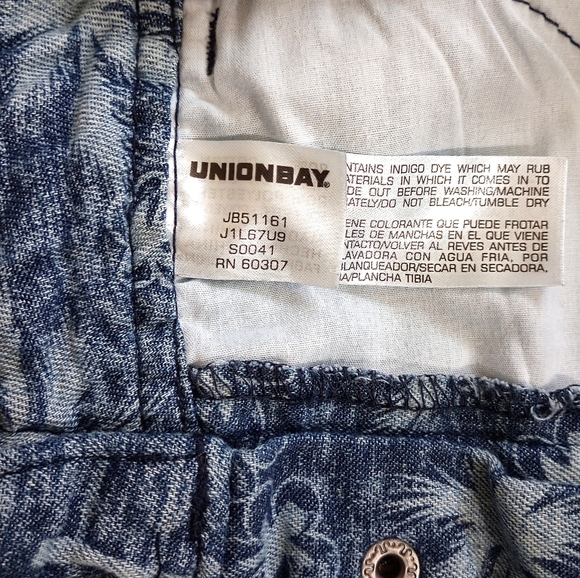 UNIONBAY®
JB51161
J1L67U9
S0041
RN 60307
NTAINS INDIGO DYE WHICH MAY RUB
ATERIALS IN WHICH IT COMES IN TO
DE OUT BEFORE WASHING/MACHINE
ATELY/DO NOT BLEACH/TUMBLE DRY
ENE COLORANTE QUE PUEDE FROTAR
LES DE MANCHAS EN EL QUE VIENE
NTACTO/VOLVER AL REVES ANTES DE
LAVADORA CON AGUA FRIA, POR
BLANQUEADOR/SECAR EN SECADORA,
IA/PLANCHA TIBIA